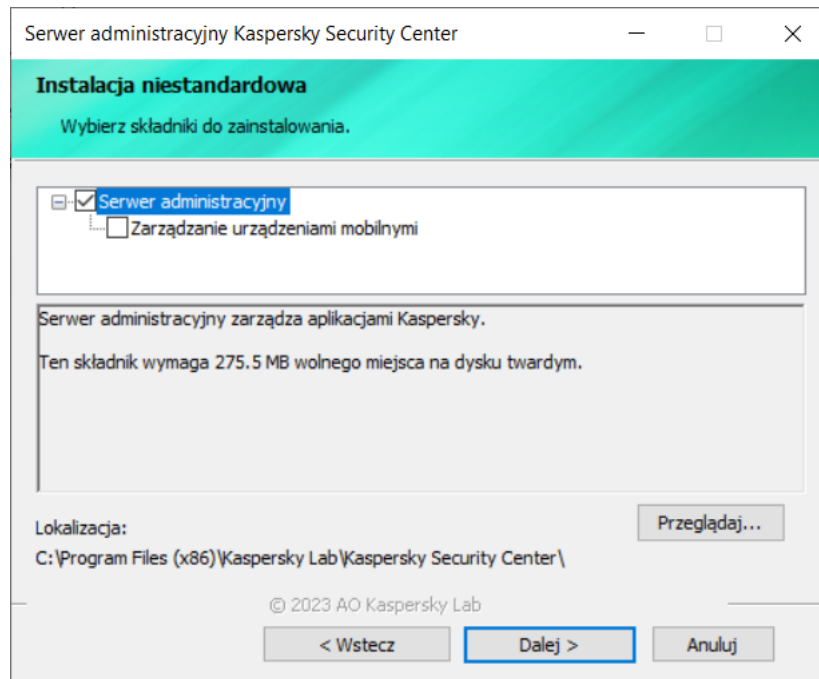 Serwer administracyjny Kaspersky Security Center
Instalacja niestandardowa
Wybierz składniki do zainstalowania.
Serwer administracyjny
Zarządzanie urządzeniami mobilnymi
Serwer administracyjny zarządza aplikacjami Kaspersky.
Ten składnik wymaga 275.5 MB wolnego miejsca na dysku twardym.
Lokalizacja:
Przeglądaj...
C:\Program Files (x86)\Kaspersky Lab\Kaspersky Security Center\
© 2023 AO Kaspersky Lab
< Wstecz Dalej > Anuluj